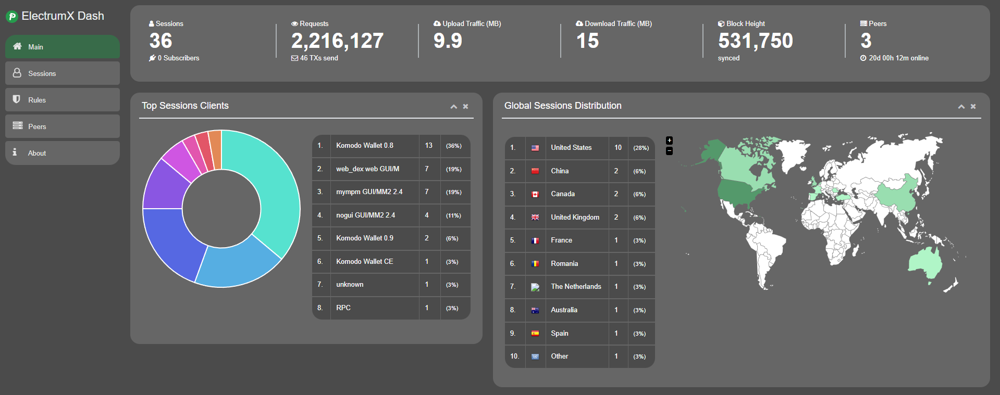 ElectrumX Dash
Main
Sessions
Rules
Peers
About
Sessions
36
0 Subscribers
Requests
2,216,127
46 TXs send
Upload Traffic (MB)
9.9
Download Traffic (MB)
15
Block Height
531,750
synced
Peers
3
20d 00h 12m online
Top Sessions Clients
1. Komodo Wallet 0.8 13 (36%)
2. web_dex web GUI/M 7 (19%)
3. mympm GUI/MM2 2.4 7 (19%)
4. nogui GUI/MM2 2.4 4 (11%)
5. Komodo Wallet 0.9 2 (6%)
6. Komodo Wallet CE 1 (3%)
7. unknown 1 (3%)
8. RPC 1 (3%)
Global Sessions Distribution
1. United States 10 (28%)
2. China 2 (6%)
3. Canada 2 (6%)
4. United Kingdom 2 (6%)
5. France 1 (3%)
6. Romania 1 (3%)
7. The Netherlands 1 (3%)
8. Australia 1 (3%)
9. Spain 1 (3%)
10. Other 1 (3%)
+
−